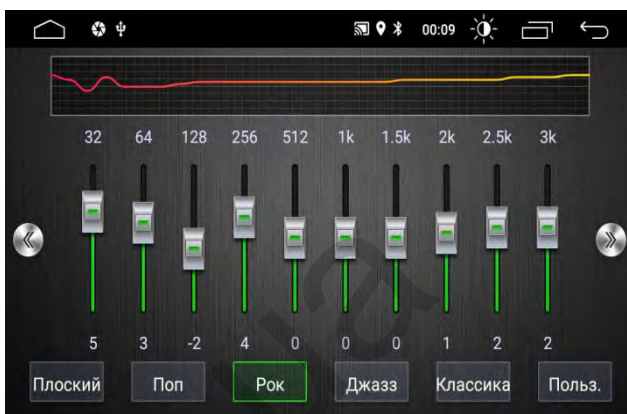 00:09
32 64 128 256 512 1k 1.5k 2k 2.5k 3k
5 3 -2 4 0 0 0 1 2 2
Плоский Поп Рок Джазз Классика Польз.